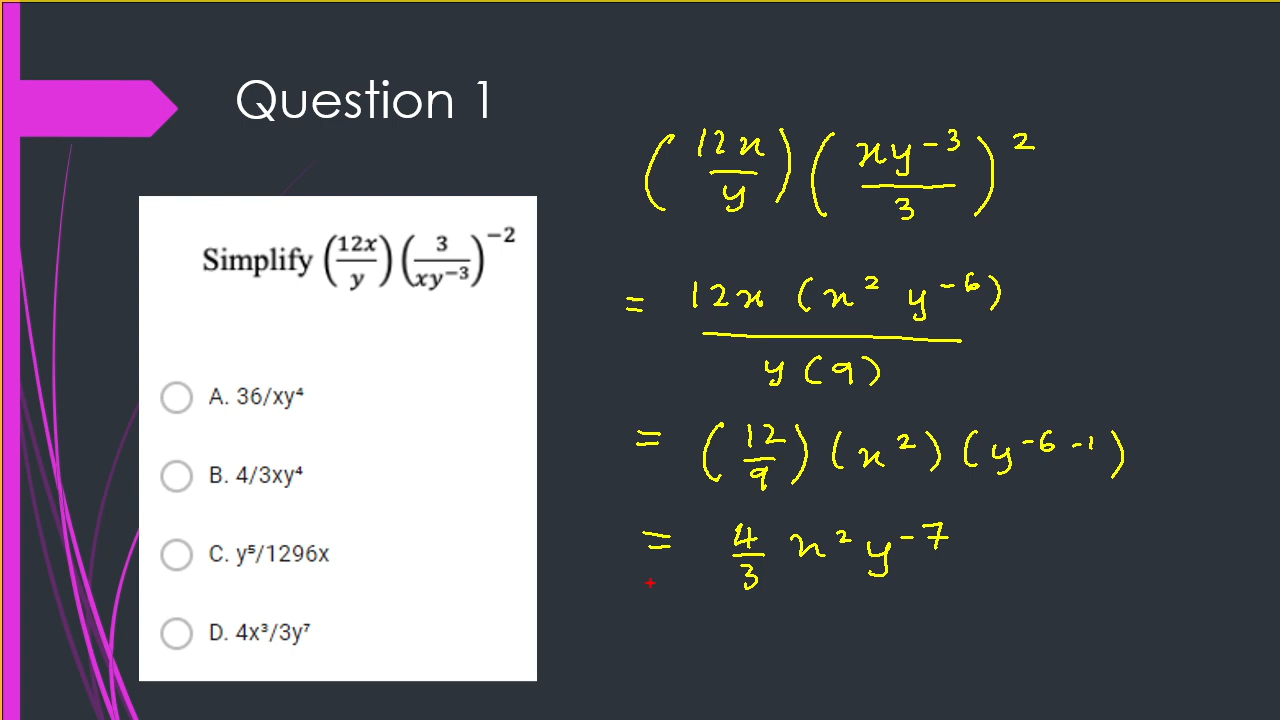 Question 1
Simplify (12x/y)(3/xy⁻³)⁻²
A. 36/xy⁴
B. 4/3xy⁴
C. y⁵/1296x
D. 4x³/3y⁷
(12x/y)(xy⁻³/3)²
= 12x (x² y⁻⁶)/y(9)
= (12/9)(x²)(y⁻⁶⁻¹)
= 4/3 x² y⁻⁷